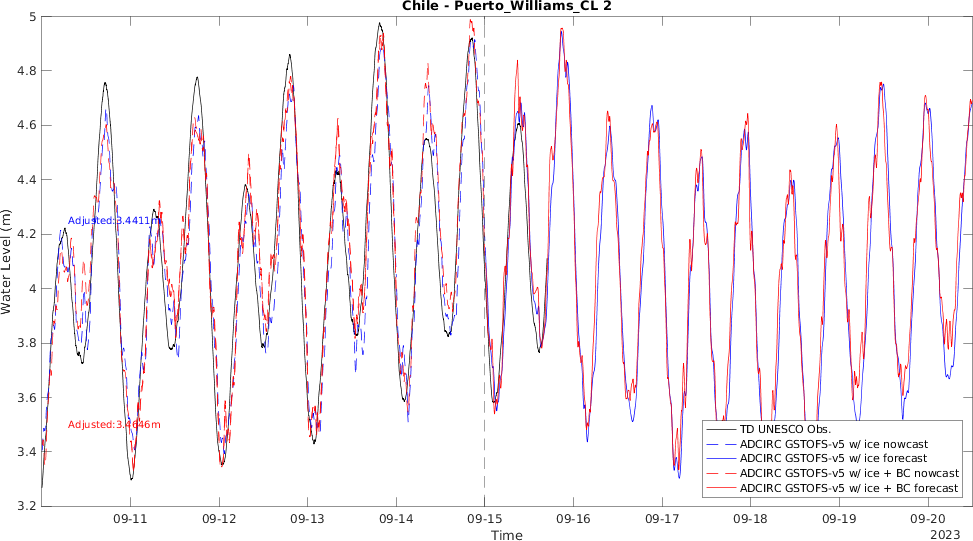 Chile - Puerto_Williams_CL 2
5
4.8
4.6
4.4
4.2
4
3.8
3.6
3.4
3.2
Water Level (m)
Adjusted:3.4411m
Adjusted:3.4646m
TD UNESCO Obs.
ADCIRC GSTOFS-v5 w/ ice nowcast
ADCIRC GSTOFS-v5 w/ ice forecast
ADCIRC GSTOFS-v5 w/ ice + BC nowcast
ADCIRC GSTOFS-v5 w/ ice + BC forecast
09-11 09-12 09-13 09-14 09-15 09-16 09-17 09-18 09-19 09-20
2023
Time